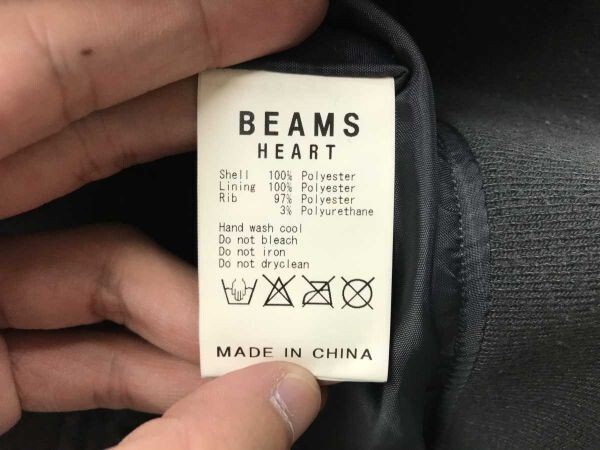 BEAMS
HEART
Shell 100% Polyester
Lining 100% Polyester
Rib 97% Polyester
3% Polyurethane
Hand wash cool
Do not bleach
Do not iron
Do not dryclean
MADE IN CHINA